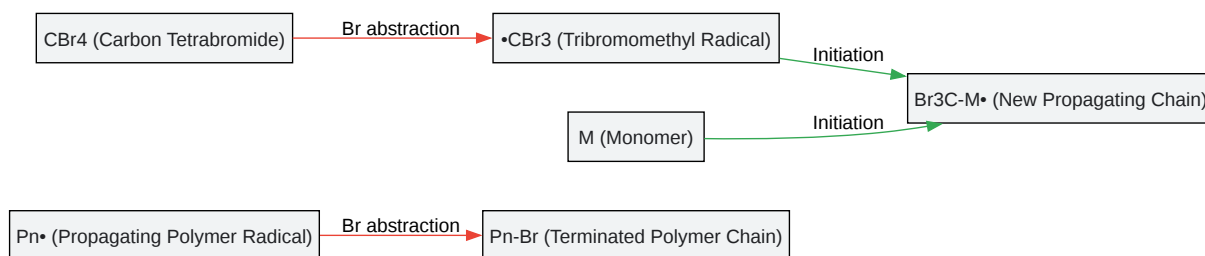 CBr4 (Carbon Tetrabromide)
Br abstraction
•CBr3 (Tribromomethyl Radical)
Initiation
Br3C-M• (New Propagating Chain)
M (Monomer)
Initiation
Pn• (Propagating Polymer Radical)
Br abstraction
Pn-Br (Terminated Polymer Chain)